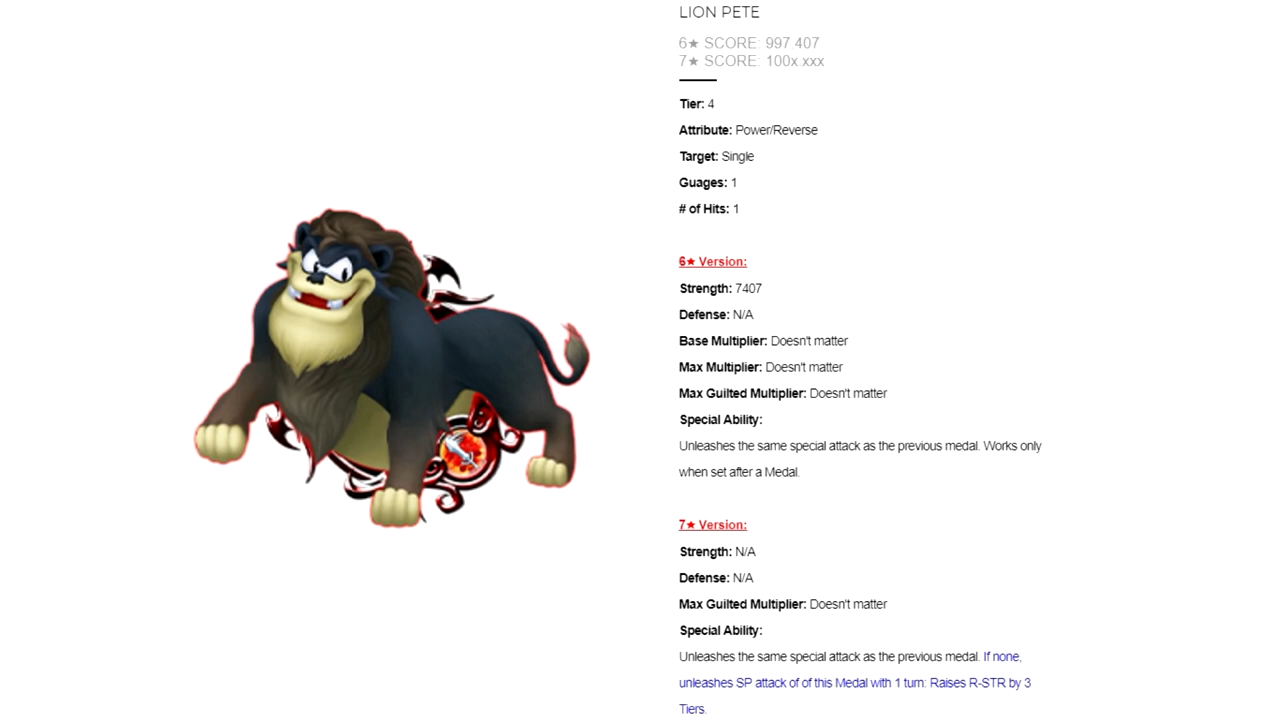 LION PETE
6★ SCORE: 997.407
7★ SCORE: 100x.xxx
Tier: 4
Attribute: Power/Reverse
Target: Single
Guages: 1
# of Hits: 1
6★ Version:
Strength: 7407
Defense: N/A
Base Multiplier: Doesn't matter
Max Multiplier: Doesn't matter
Max Guilted Multiplier: Doesn't matter
Special Ability:
Unleashes the same special attack as the previous medal. Works only
when set after a Medal.
7★ Version:
Strength: N/A
Defense: N/A
Max Guilted Multiplier: Doesn't matter
Special Ability:
Unleashes the same special attack as the previous medal. If none,
unleashes SP attack of of this Medal with 1 turn: Raises R-STR by 3
Tiers.